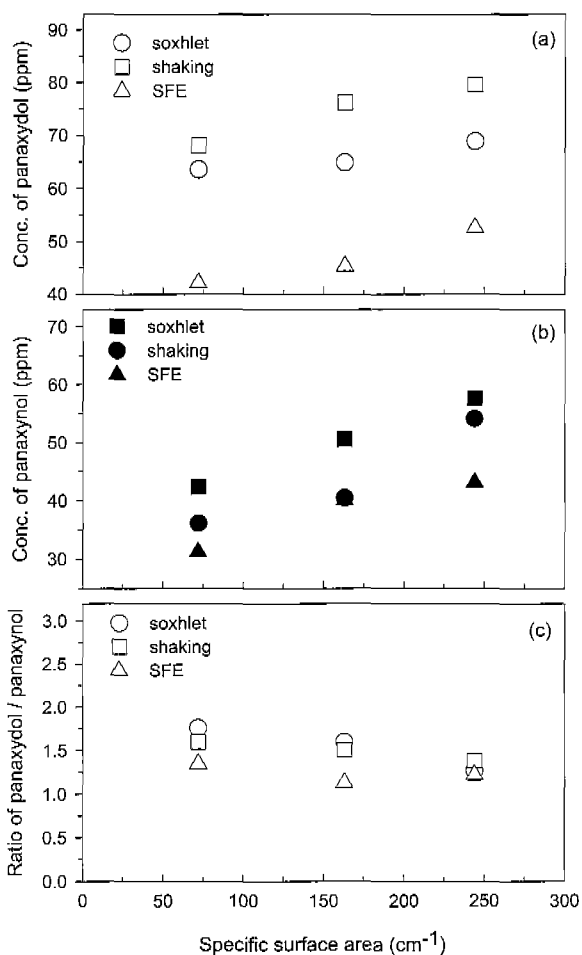 (a)
soxhlet
shaking
SFE
Conc. of panaxydol (ppm)
90
80
70
60
50
40
(b)
soxhlet
shaking
SFE
Conc. of panaxynol (ppm)
70
60
50
40
30
(c)
soxhlet
shaking
SFE
Ratio of panaxydol / panaxynol
3.0
2.5
2.0
1.5
1.0
0.5
0.0
0 50 100 150 200 250 300
Specific surface area (cm⁻¹)